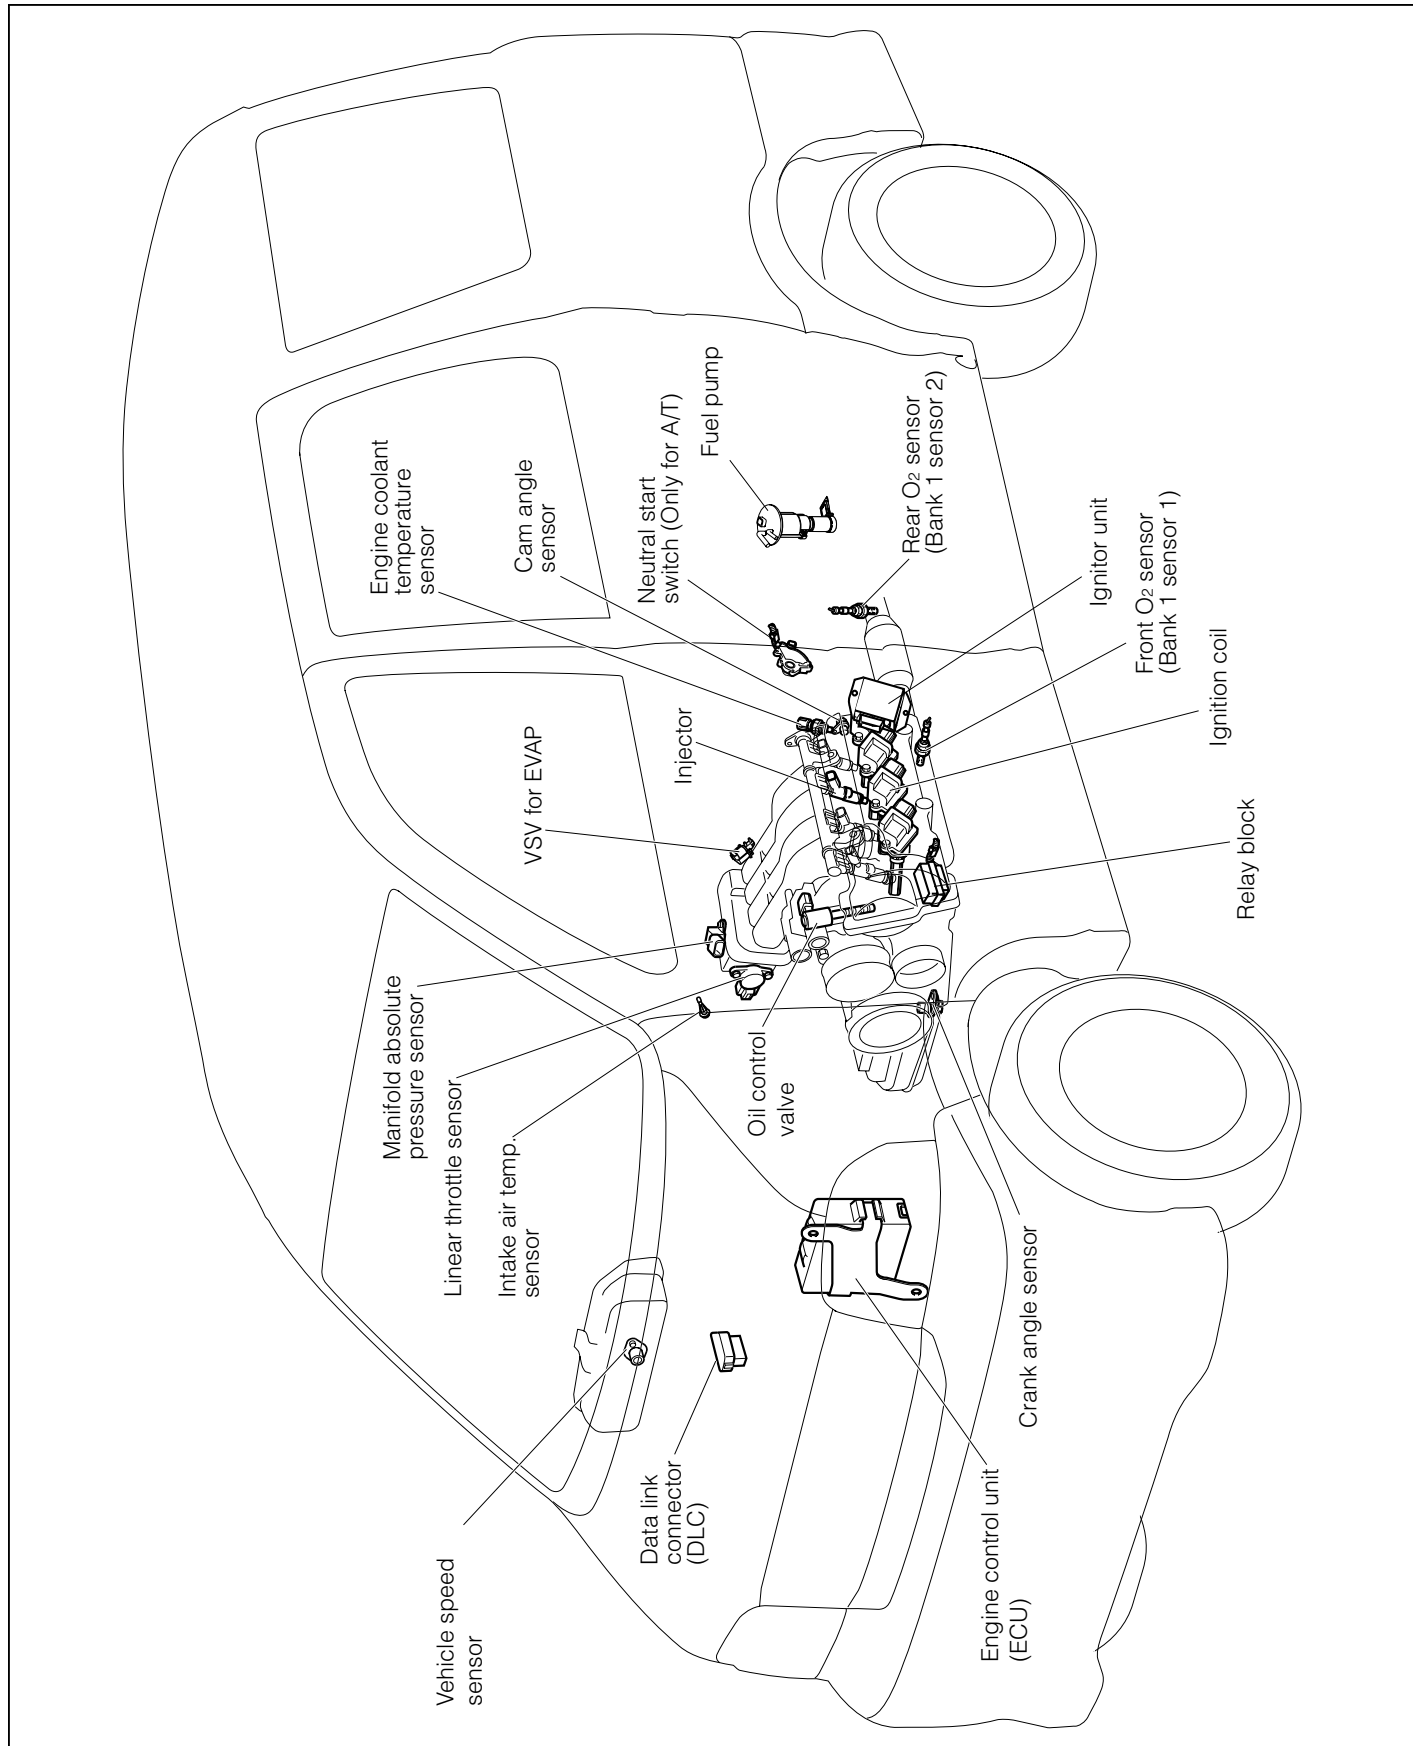 Vehicle speed
sensor
Manifold absolute
pressure sensor
Linear throttle sensor
Intake air temp.
sensor
VSV for EVAP
Engine coolant
temperature
sensor
Cam angle
sensor
Injector
Neutral start
switch (Only for A/T)
Fuel pump
Data link
connector
(DLC)
Oil control
valve
Rear O2 sensor
(Bank 1 sensor 2)
Ignitor unit
Front O2 sensor
(Bank 1 sensor 1)
Ignition coil
Relay block
Crank angle sensor
Engine control unit
(ECU)